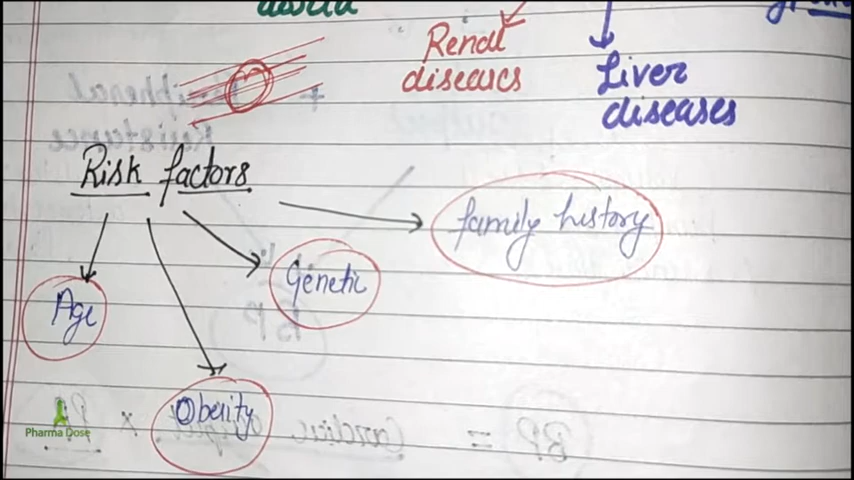 Renal
diseases
Liver
diseases
Risk factors
family history
Genetic
Age
Obesity
Pharma Dose